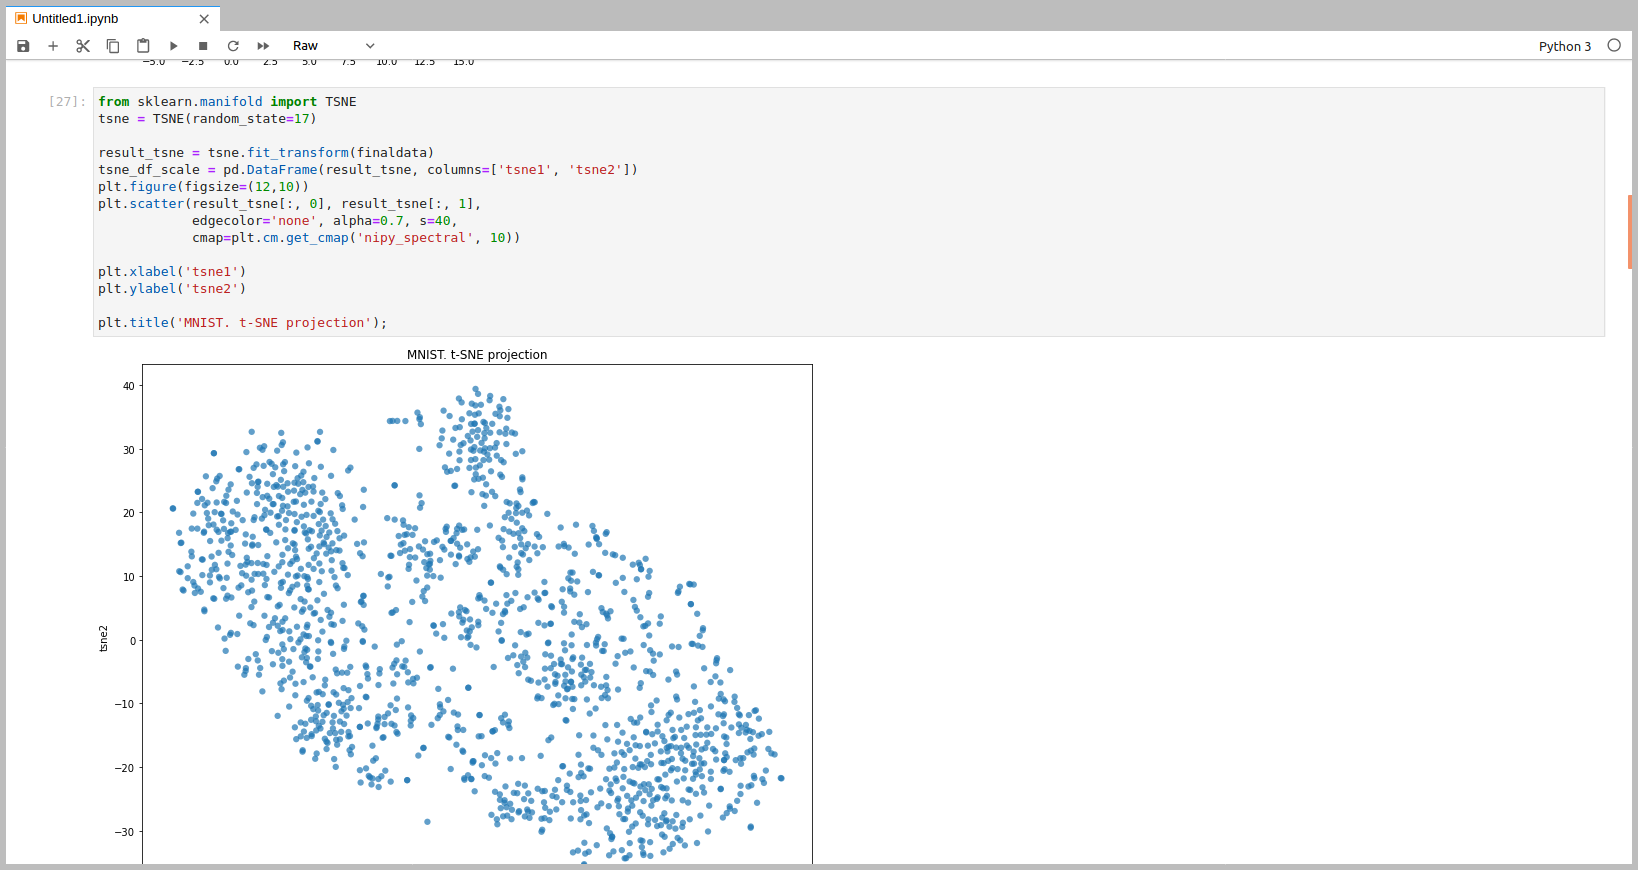 Untitled1.ipynb
Raw
Python 3
−5.0 −2.5 0.0 2.5 5.0 7.5 10.0 12.5 15.0
[27]:
from sklearn.manifold import TSNE
tsne = TSNE(random_state=17)
result_tsne = tsne.fit_transform(finaldata)
tsne_df_scale = pd.DataFrame(result_tsne, columns=['tsne1', 'tsne2'])
plt.figure(figsize=(12,10))
plt.scatter(result_tsne[:, 0], result_tsne[:, 1],
edgecolor='none', alpha=0.7, s=40,
cmap=plt.cm.get_cmap('nipy_spectral', 10))
plt.xlabel('tsne1')
plt.ylabel('tsne2')
plt.title('MNIST. t-SNE projection');
MNIST. t-SNE projection
40
30
20
10
0
−10
−20
−30
tsne2